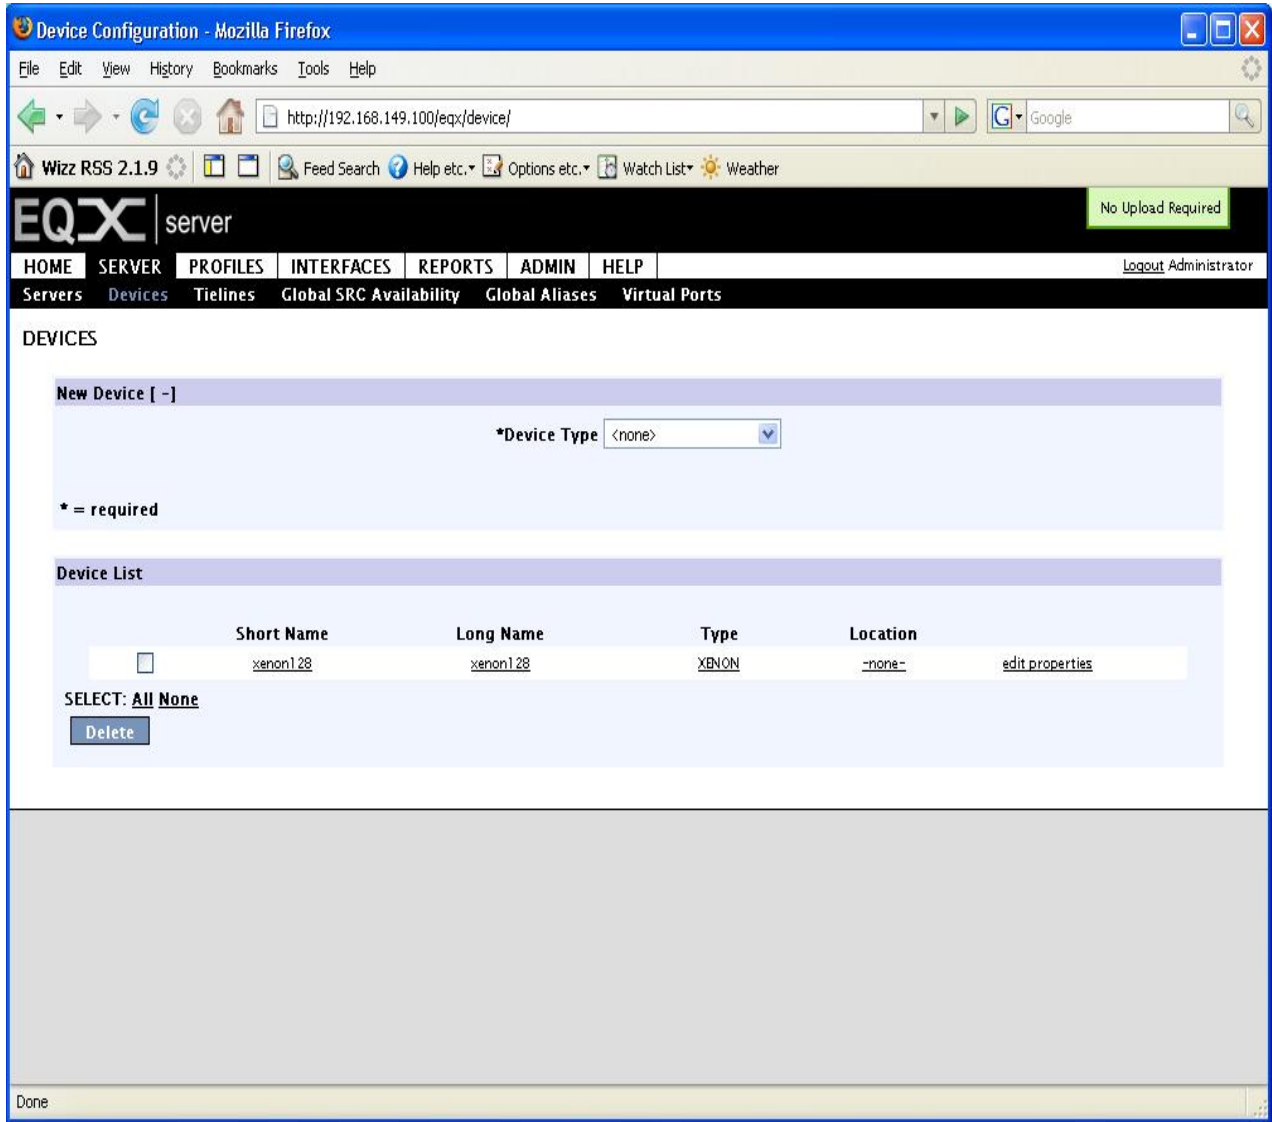 Device Configuration - Mozilla Firefox
File Edit View History Bookmarks Tools Help
http://192.168.149.100/eqx/device/ G Google
Wizz RSS 2.1.9 Feed Search Help etc. Options etc. Watch List Weather
EQX server No Upload Required
HOME SERVER PROFILES INTERFACES REPORTS ADMIN HELP Logout Administrator
Servers Devices Tielines Global SRC Availability Global Aliases Virtual Ports
DEVICES
New Device [ -]
*Device Type <none>
* = required
Device List
Short Name Long Name Type Location
xenon128 xenon128 XENON -none- edit properties
SELECT: All None
Delete
Done